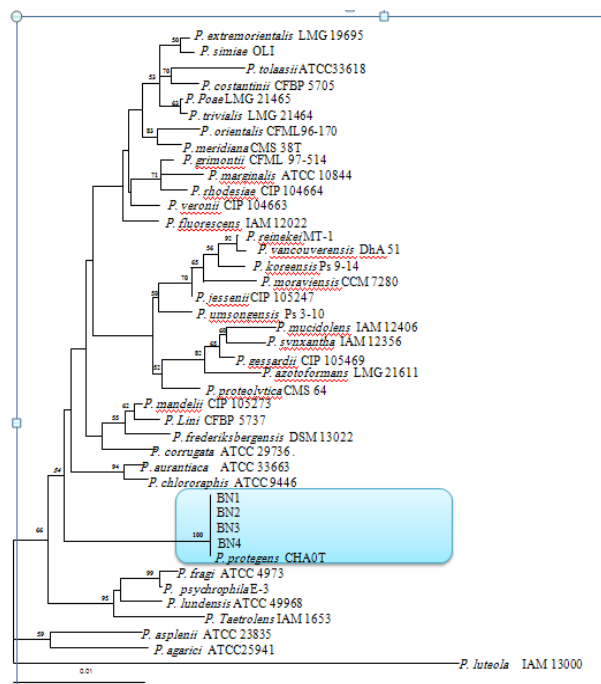 P. extremorientalis LMG 19695
50
P. simiae OLI
P. tolaasii ATCC33618
70
53
P. costantinii CFBP 5705
P. Poae LMG 21465
63
P. trivialis LMG 21464
P. orientalis CFML96-170
83
P. meridiana CMS 38T
P. grimontii CFML 97-514
P. marginalis ATCC 10844
71
P. rhodesiae CIP 104664
P. veronii CIP 104663
P. fluorescens IAM 12022
P. reinekei MT-1
92
P. vancouverensis DhA 51
56
P. koreensis Ps 9-14
65
P. moraviensis CCM 7280
70
P. jessenii CIP 105247
50
P. umsongensis Ps 3-10
P. mucidolens IAM 12406
60
P. synxantha IAM 12356
65
P. gessardii CIP 105469
82
P. azotoformans LMG 21611
52
P. proteolytica CMS 64
P. mandelii CIP 105273
62
P. Lini CFBP 5737
55
P. frederiksbergensis DSM 13022
P. corrugata ATCC 29736.
P. aurantiaca ATCC 33663
94
54
P. chlororaphis ATCC 9446
BN1
BN2
BN3
66
100
BN4
P. protegens CHA0T
P. fragi ATCC 4973
99
P. psychrophila E-3
95
P. lundensis ATCC 49968
P. Taetrolens IAM 1653
59
P. asplenii ATCC 23835
P. agarici ATCC25941
P. luteola IAM 13000
0.01